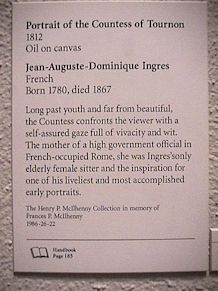 Portrait of the Countess of Tournon
1812
Oil on canvas
Jean-Auguste-Dominique Ingres
French
Born 1780, died 1867
Long past youth and far from beautiful,
the Countess confronts the viewer with a
self-assured gaze full of vivacity and wit.
The mother of a high government official in
French-occupied Rome, she was Ingres's only
elderly female sitter and the inspiration for
one of his liveliest and most accomplished
early portraits.
The Henry P. McIlhenny Collection in memory of
Frances P. McIlhenny
1986-26-22
Handbook
Page 185